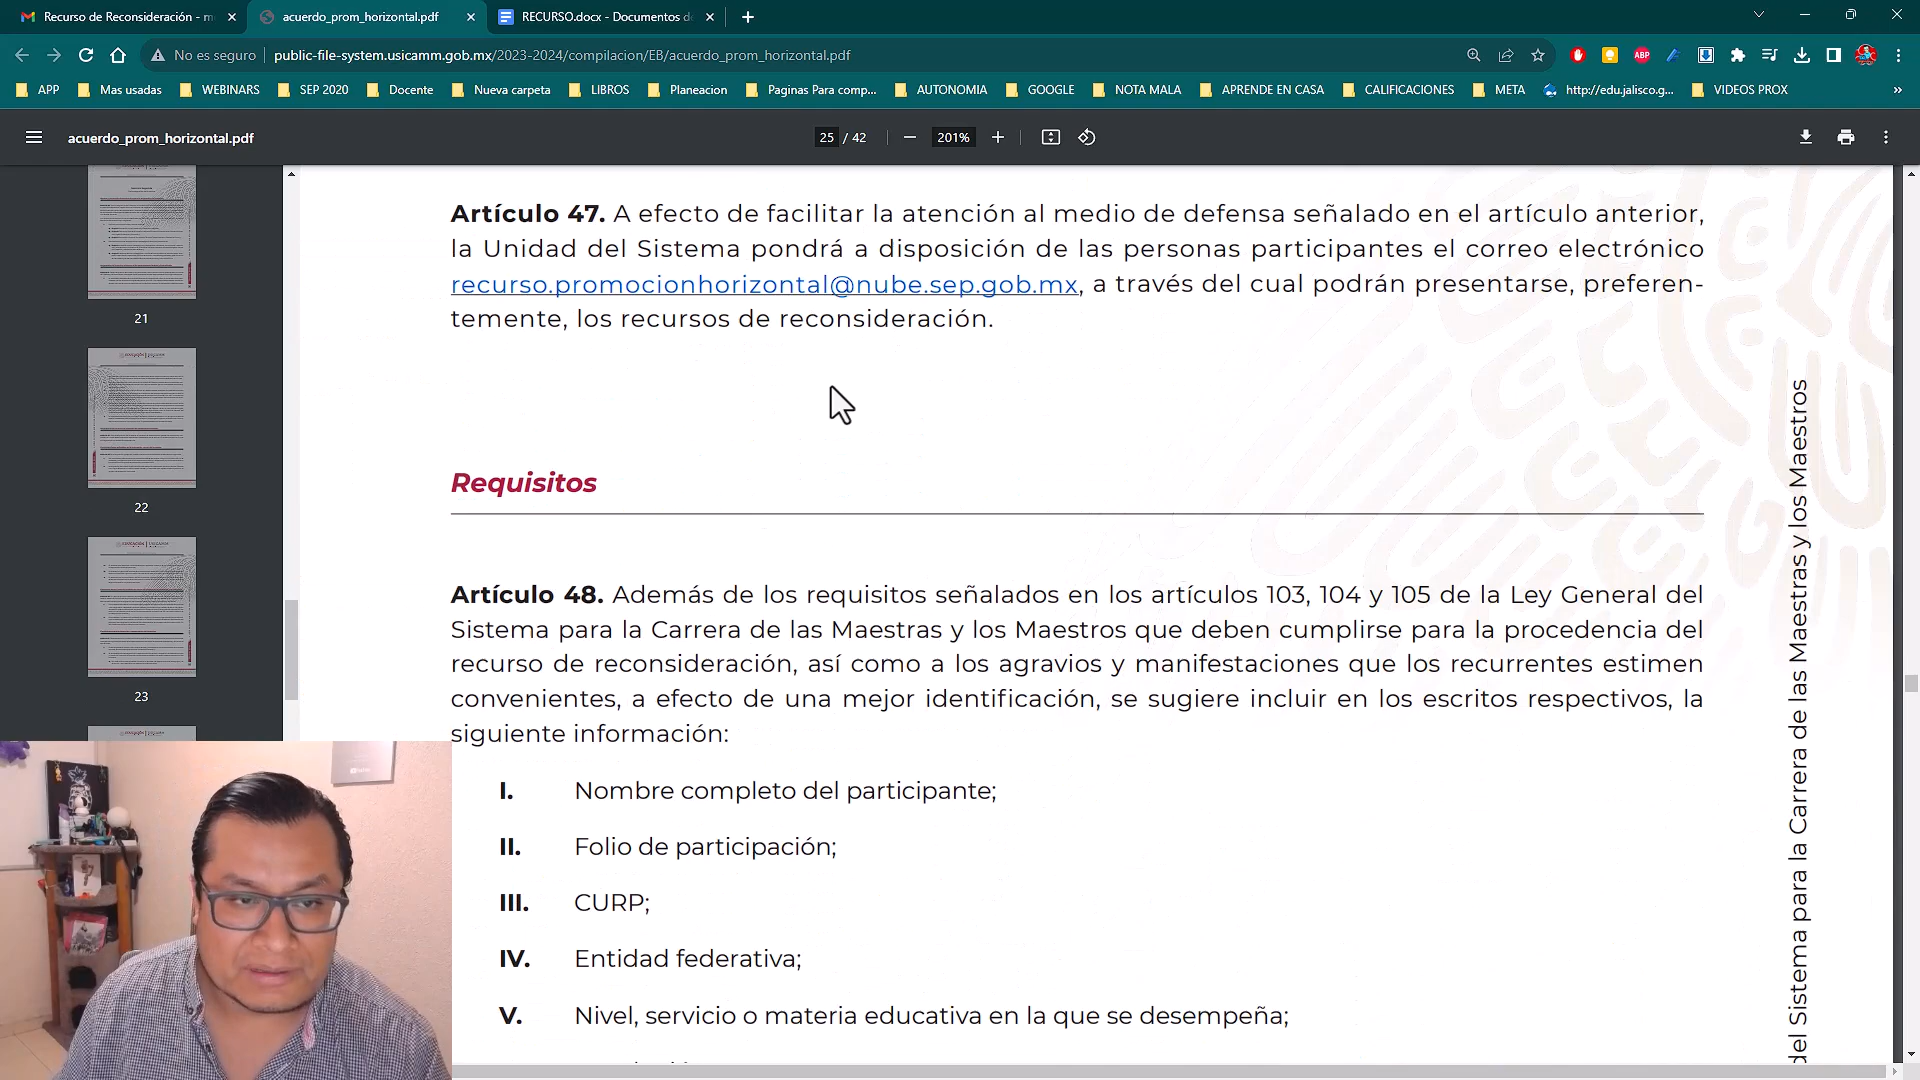 Recurso de Reconsideración - m
acuerdo_prom_horizontal.pdf
RECURSO.docx - Documentos de
No es seguro
public-file-system.usicamm.gob.mx/2023-2024/compilacion/EB/acuerdo_prom_horizontal.pdf
ABP
APP
Mas usadas
WEBINARS
SEP 2020
Docente
Nueva carpeta
LIBROS
Planeacion
Paginas Para comp...
AUTONOMIA
GOOGLE
NOTA MALA
APRENDE EN CASA
CALIFICACIONES
META
http://edu.jalisco.g...
VIDEOS PROX
»
acuerdo_prom_horizontal.pdf
25 / 42
201%
21
22
23
Artículo 47. A efecto de facilitar la atención al medio de defensa señalado en el artículo anterior,
la Unidad del Sistema pondrá a disposición de las personas participantes el correo electrónico
recurso.promocionhorizontal@nube.sep.gob.mx, a través del cual podrán presentarse, preferen-
temente, los recursos de reconsideración.
Requisitos
Artículo 48. Además de los requisitos señalados en los artículos 103, 104 y 105 de la Ley General del
Sistema para la Carrera de las Maestras y los Maestros que deben cumplirse para la procedencia del
recurso de reconsideración, así como a los agravios y manifestaciones que los recurrentes estimen
convenientes, a efecto de una mejor identificación, se sugiere incluir en los escritos respectivos, la
siguiente información:
I. Nombre completo del participante;
II. Folio de participación;
III. CURP;
IV. Entidad federativa;
V. Nivel, servicio o materia educativa en la que se desempeña;
del Sistema para la Carrera de las Maestras y los Maestros